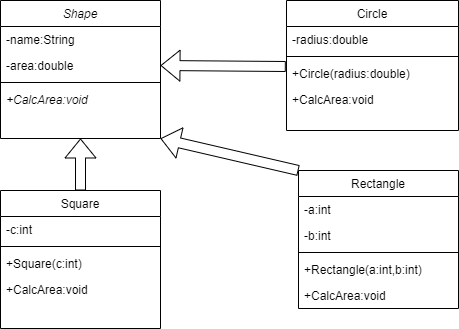 Shape
-name:String
-area:double
+CalcArea:void
Circle
-radius:double
+Circle(radius:double)
+CalcArea:void
Square
-c:int
+Square(c:int)
+CalcArea:void
Rectangle
-a:int
-b:int
+Rectangle(a:int,b:int)
+CalcArea:void